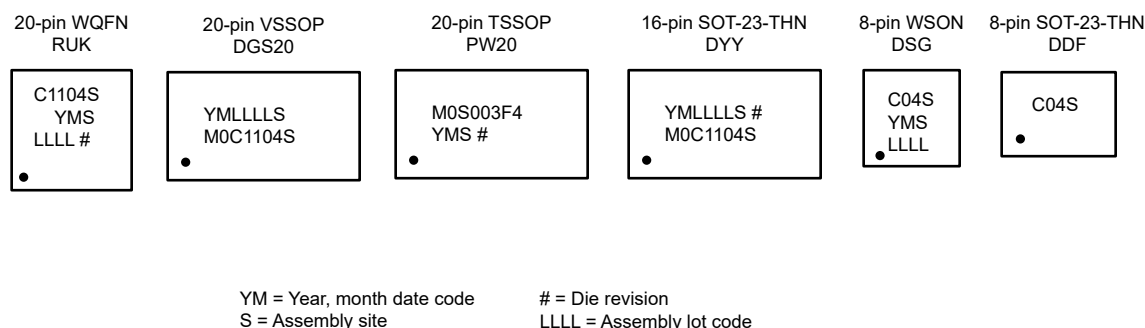 20-pin WQFN
RUK
C1104S
YMS
LLLL #
20-pin VSSOP
DGS20
YMLLLLS
M0C1104S
20-pin TSSOP
PW20
M0S003F4
YMS #
16-pin SOT-23-THN
DYY
YMLLLLS #
M0C1104S
8-pin WSON
DSG
C04S
YMS
LLLL
8-pin SOT-23-THN
DDF
C04S
YM = Year, month date code
S = Assembly site
# = Die revision
LLLL = Assembly lot code